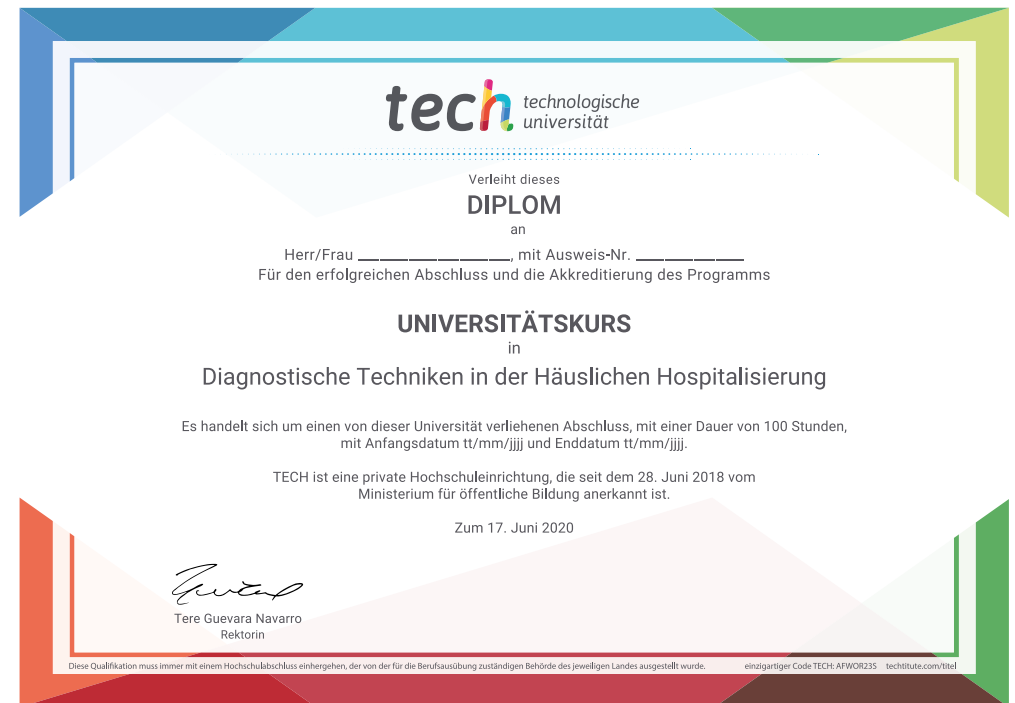 tech technologische
universität
Verleiht dieses
DIPLOM
an
Herr/Frau ____________________, mit Ausweis-Nr. ______________
Für den erfolgreichen Abschluss und die Akkreditierung des Programms
UNIVERSITÄTSKURS
in
Diagnostische Techniken in der Häuslichen Hospitalisierung
Es handelt sich um einen von dieser Universität verliehenen Abschluss, mit einer Dauer von 100 Stunden,
mit Anfangsdatum tt/mm/jjjj und Enddatum tt/mm/jjjj.
TECH ist eine private Hochschuleinrichtung, die seit dem 28. Juni 2018 vom
Ministerium für öffentliche Bildung anerkannt ist.
Zum 17. Juni 2020
Tere Guevara Navarro
Rektorin
Diese Qualifikation muss immer mit einem Hochschulabschluss einhergehen, der von der für die Berufsausübung zuständigen Behörde des jeweiligen Landes ausgestellt wurde. einzigartiger Code TECH: AFWOR23S techtitute.com/titel